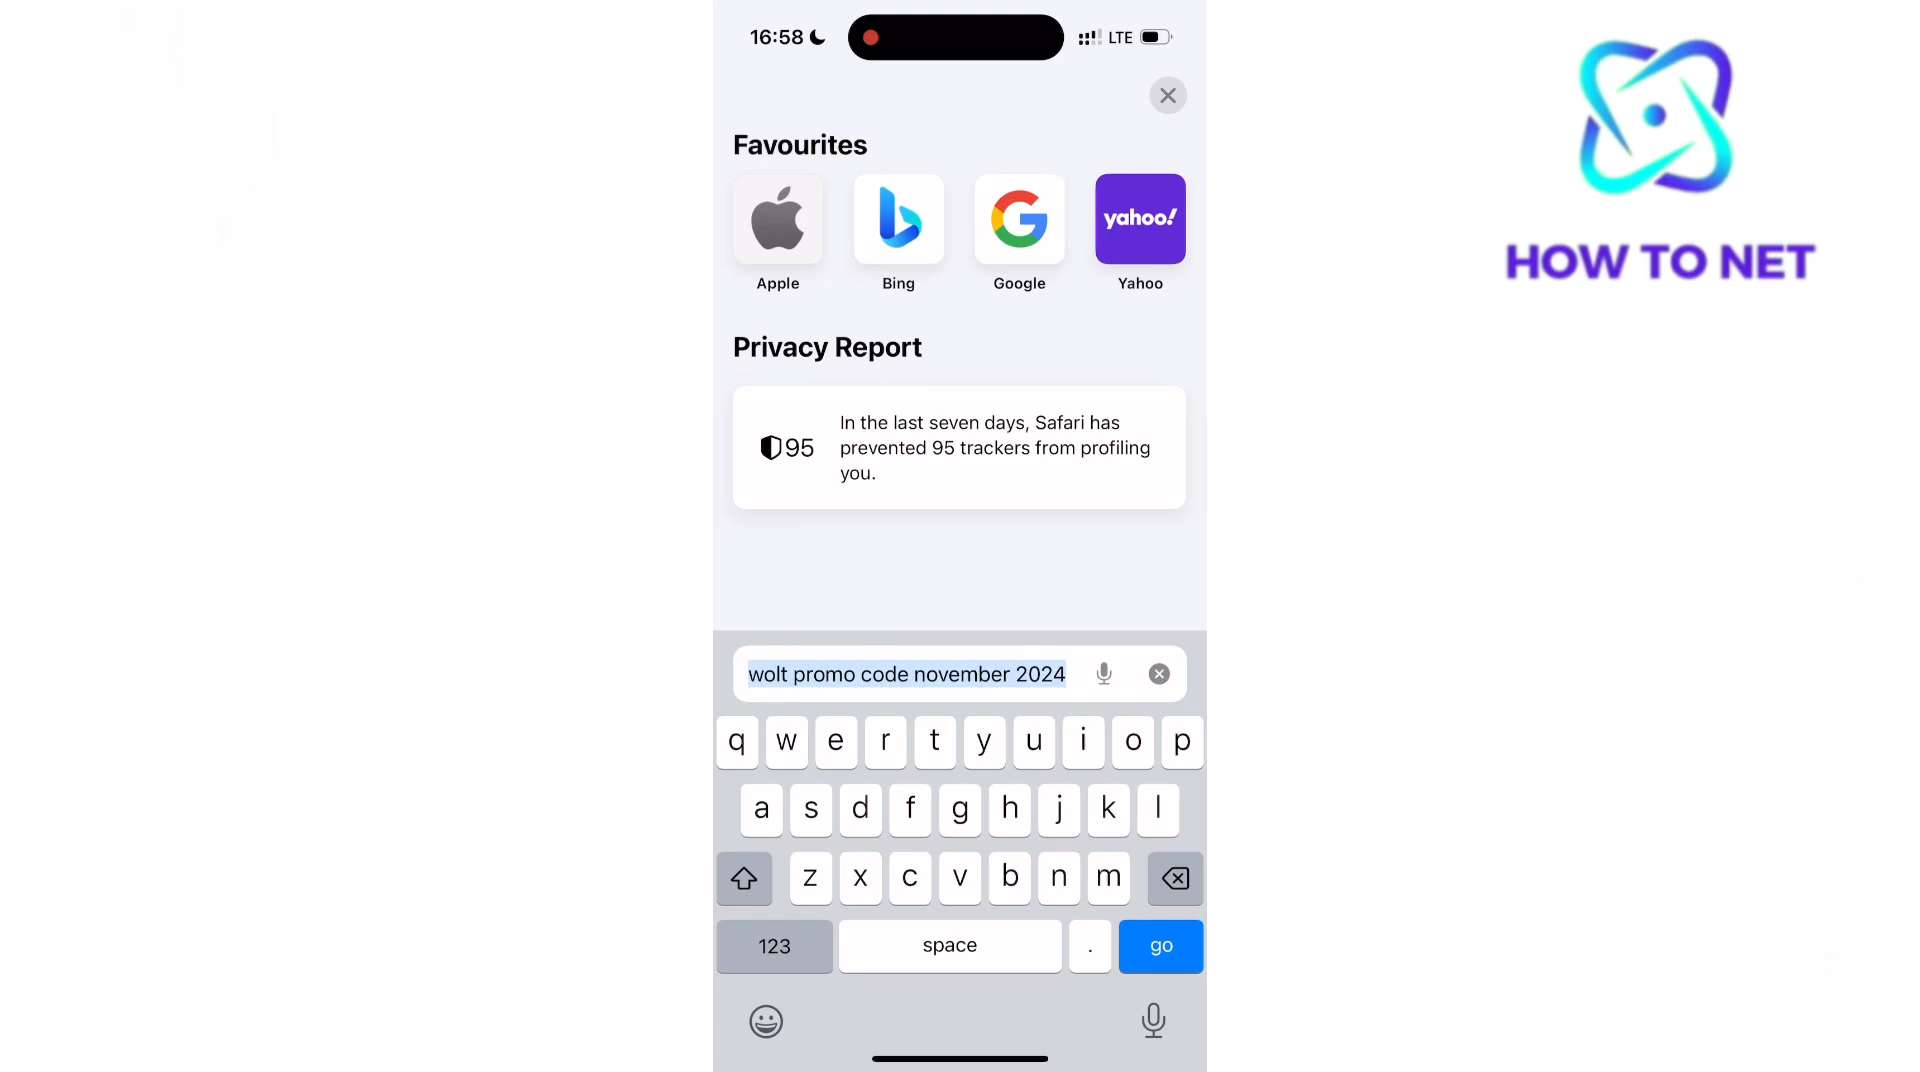 16:58
LTE
HOW TO NET
Favourites
yahoo!
Apple
Bing
Google
Yahoo
Privacy Report
95
In the last seven days, Safari has
prevented 95 trackers from profiling
you.
wolt promo code november 2024
q w e r t y u i o p
a s d f g h j k l
z x c v b n m
123
space
.
go